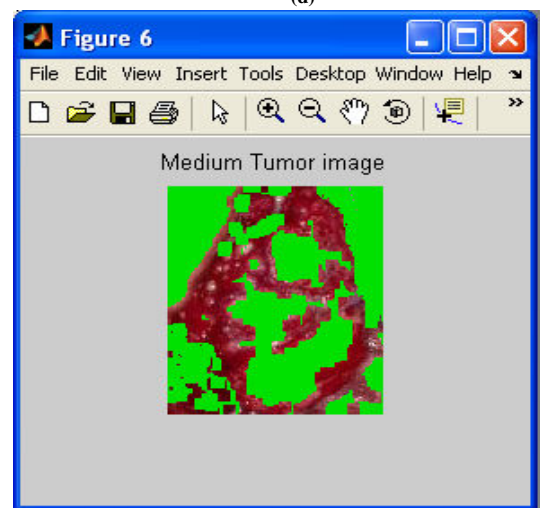 (d)
Figure 6
File Edit View Insert Tools Desktop Window Help
Medium Tumor image